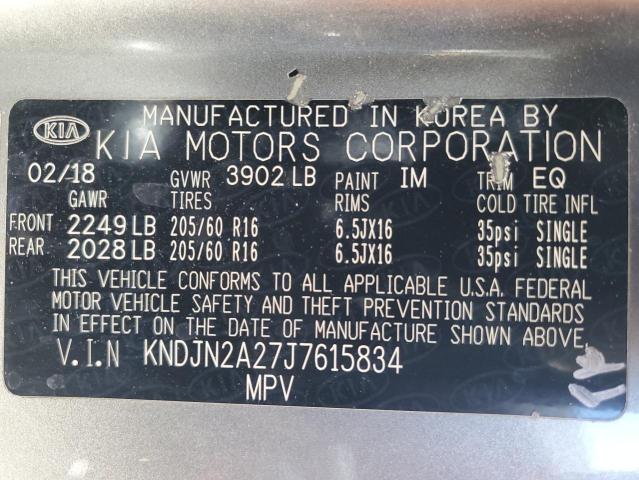 MANUFACTURED IN KOREA BY
KIA KIA MOTORS CORPORATION
02/18 GVWR 3902 LB PAINT IM TRIM EQ
GAWR TIRES RIMS COLD TIRE INFL
FRONT 2249 LB 205/60 R16 6.5JX16 35psi SINGLE
REAR 2028 LB 205/60 R16 6.5JX16 35psi SINGLE
THIS VEHICLE CONFORMS TO ALL APPLICABLE U.S.A. FEDERAL
MOTOR VEHICLE SAFETY AND THEFT PREVENTION STANDARDS
IN EFFECT ON THE DATE OF MANUFACTURE SHOWN ABOVE.
V.I.N KNDJN2A27J7615834
MPV